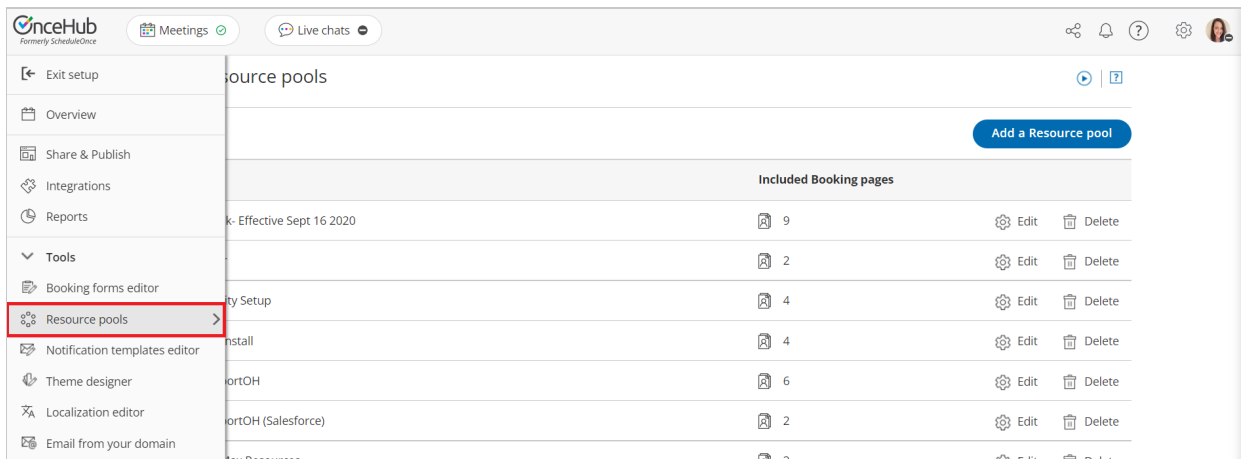 OnceHub
Formerly ScheduleOnce
Meetings
Live chats
?
Exit setup
source pools
?
Overview
Add a Resource pool
Share & Publish
Included Booking pages
Integrations
Reports
k- Effective Sept 16 2020 9 Edit Delete
Tools
2 Edit Delete
Booking forms editor
ity Setup 4 Edit Delete
Resource pools
nstall 4 Edit Delete
Notification templates editor
Theme designer
ortOH 6 Edit Delete
Localization editor
ortOH (Salesforce) 2 Edit Delete
Email from your domain